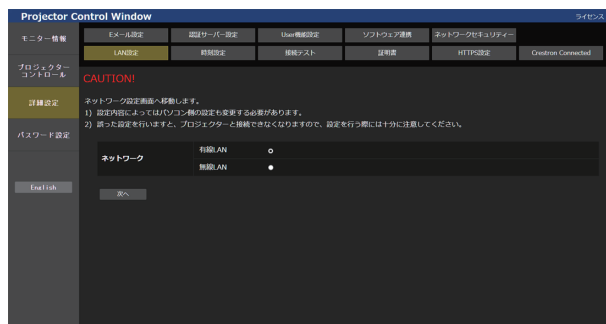 Projector Control Window
ライセンス
モニター情報
プロジェクター
コントロール
詳細設定
パスワード設定
English
Eメール設定 認証サーバー設定 User機能設定 ソフトウェア連携 ネットワークセキュリティー
LAN設定 時刻設定 接続テスト 証明書 HTTPS設定 Crestron Connected
CAUTION!
ネットワーク設定画面へ移動します。
1) 設定内容によってはパソコン側の設定も変更する必要があります。
2) 誤った設定を行いますと、プロジェクターと接続できなくなりますので、設定を行う際には十分に注意してください。
ネットワーク
有線LAN
無線LAN
次へ